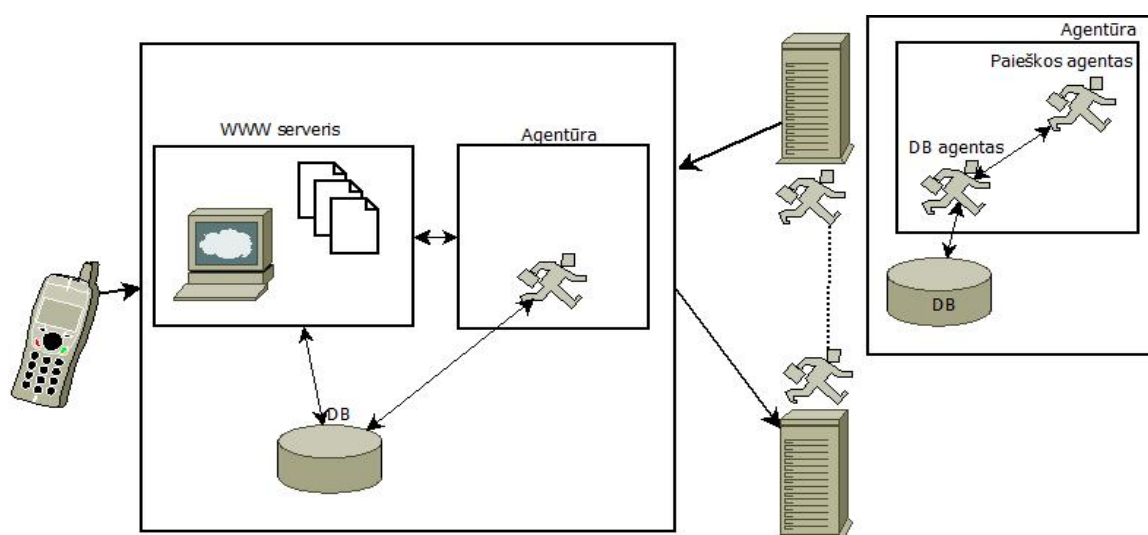 WWW serveris
Agentūra
DB
Agentūra
Paieškos agentas
DB agentas
DB